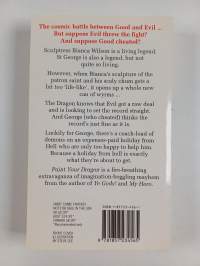 The cosmic battle between Good and Evil ...
But suppose Evil threw the fight?
And suppose Good cheated?
Sculptress Bianca Wilson is a living legend.
St George is also a legend, but not
quite so living.
However, when Bianca's sculpture of the
patron saint and his scaly chum gets a
bit too 'life-like', it opens up a whole new
can of wyrms ...
The Dragon knows that Evil got a raw deal and
is looking to set the record straight.
And George (who cheated) thinks the
record's just fine as it is.
Luckily for George, there's a coach-load of
demons on an expenses-paid holiday from
Hell who are only too happy to help him.
Because a holiday from hell is exactly
what they're about to get.
Paint Your Dragon is a fire-breathing
extravaganza of imagination-boggling mayhem
from the author of Ye Gods! and My Hero.